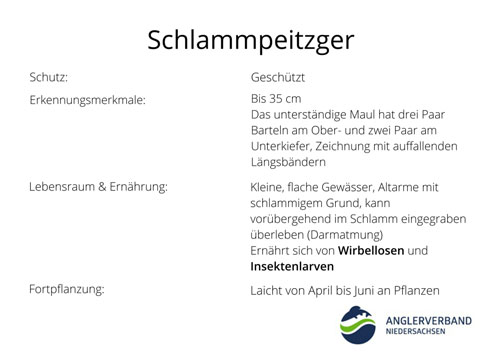 Schlammpeitzger
Schutz: Geschützt
Erkennungsmerkmale: Bis 35 cm
Das unterständige Maul hat drei Paar
Barteln am Ober- und zwei Paar am
Unterkiefer, Zeichnung mit auffallenden
Längsbändern
Lebensraum & Ernährung: Kleine, flache Gewässer, Altarme mit
schlammigem Grund, kann
vorübergehend im Schlamm eingegraben
überleben (Darmatmung)
Ernährt sich von Wirbellosen und
Insektenlarven
Fortpflanzung: Laicht von April bis Juni an Pflanzen
ANGLERVERBAND
NIEDERSACHSEN